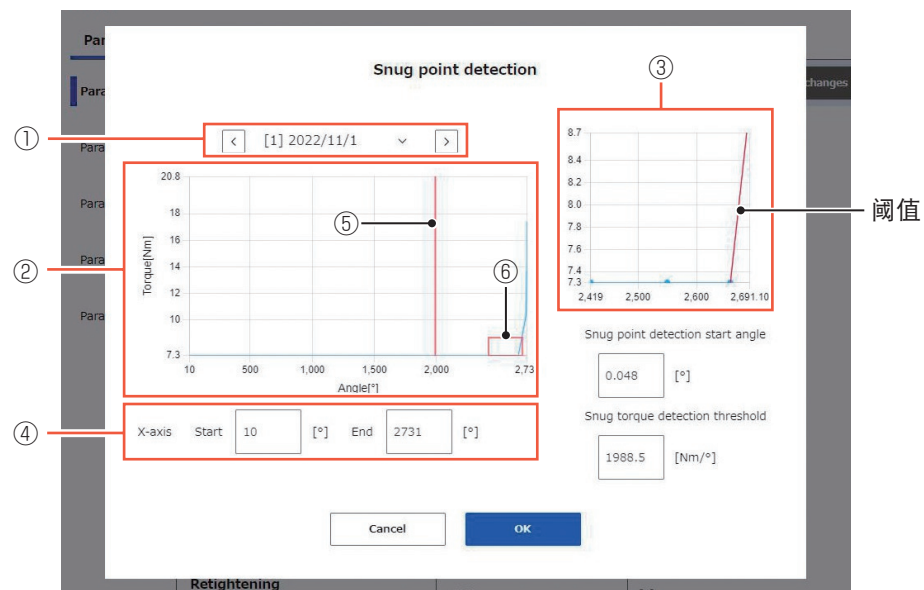 Par
Snug point detection
③
Para
changes
①
[1] 2022/11/1
Para
8.7
8.4
8.2
8.0
7.8
7.6
7.4
7.3
2,419 2,500 2,600 2,691.10
阈值
②
Torque[Nm]
20.8
18
16
14
12
10
7.3
10 500 1,000 1,500 2,000 2,73
Angle[°]
⑤
⑥
Para
Para
Para
Snug point detection start angle
0.048 [°]
④
X-axis Start 10 [°] End 2731 [°]
Snug torque detection threshold
1988.5 [Nm/°]
Cancel OK
Retightening